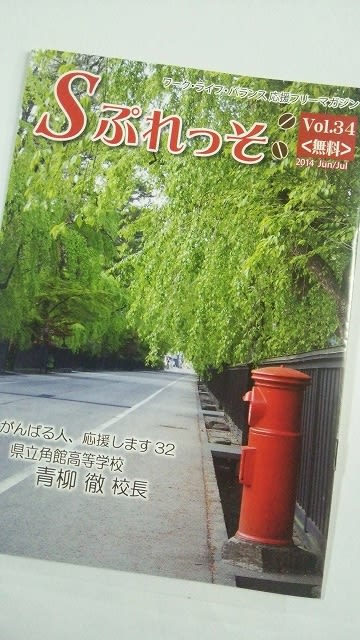 ワーク・ライフ・バランス 応援フリーマガジン
Sぷれっそ
Vol.34
<無料>
2014 Jun/Jul
がんばる人、応援します32
県立角館高等学校
青柳 徹 校長